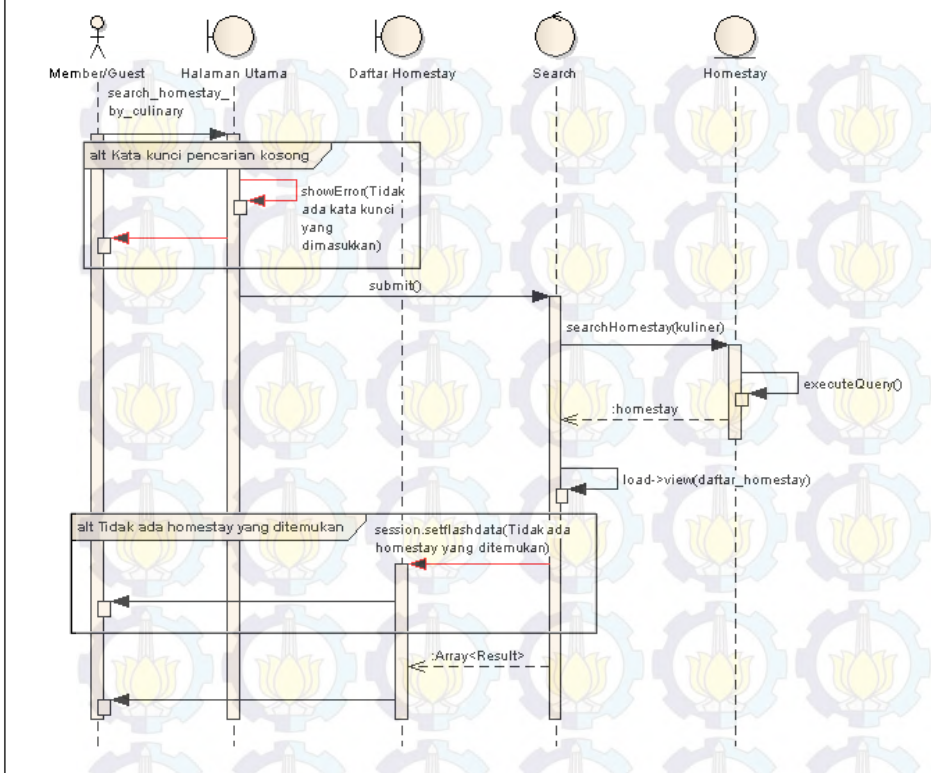 Member/Guest
Halaman Utama
Daftar Homestay
Search
Homestay
search_homestay_
by_culinary
alt Kata kunci pencarian kosong
showError(Tidak
ada kata kunci
yang
dimasukkan)
submit()
searchHomestay(kuliner)
executeQuery()
:homestay
load->view(daftar_homestay)
alt Tidak ada homestay yang ditemukan
session.setflashdata(Tidak ada
homestay yang ditemukan)
:Array<Result>